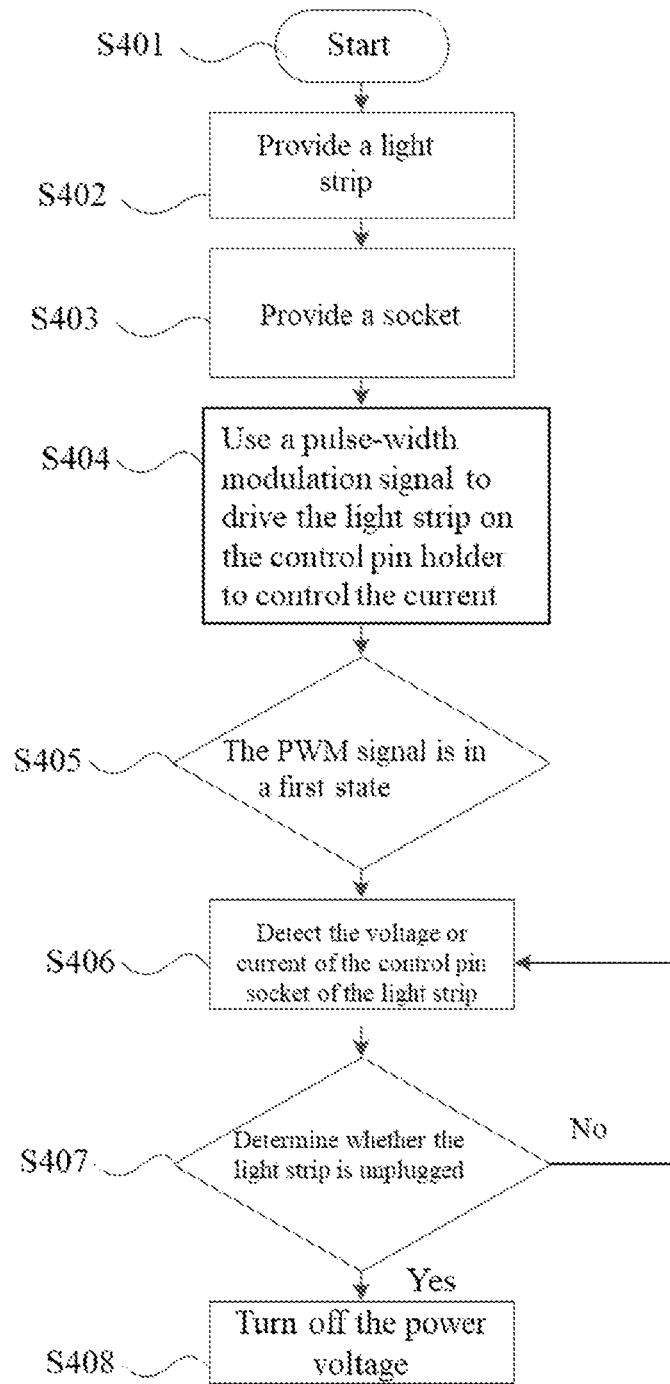 S401
Start
S402
Provide a light
strip
S403
Provide a socket
S404
Use a pulse-width
modulation signal to
drive the light strip on
the control pin holder
to control the current
S405
The PWM signal is in
a first state
S406
Detect the voltage or
current of the control pin
socket of the light strip
S407
Determine whether the
light strip is unplugged
No
Yes
S408
Turn off the power
voltage